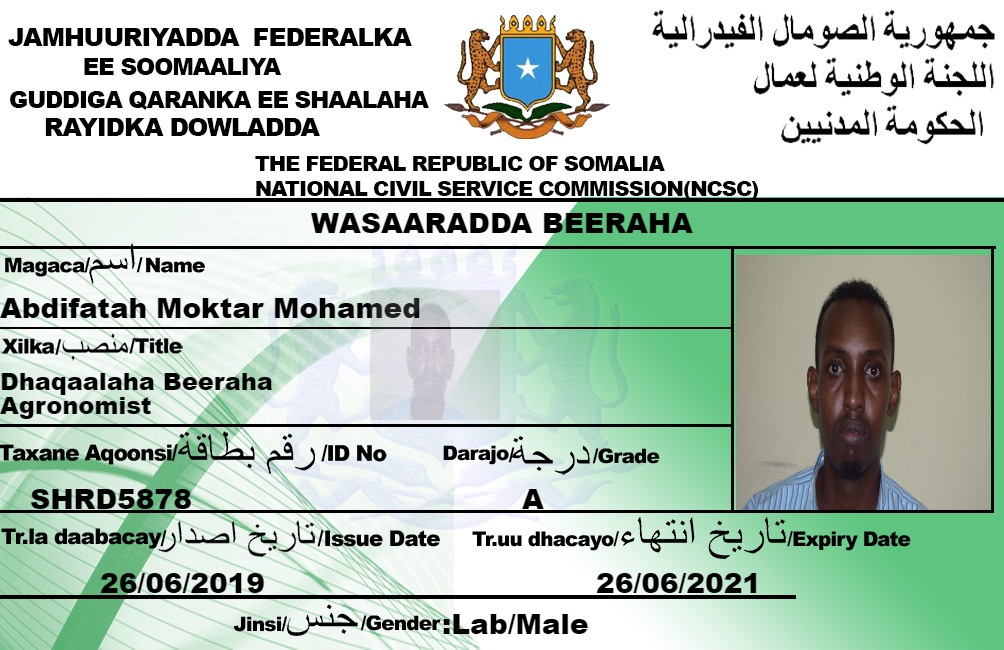 JAMHUURIYADDA FEDERALKA
EE SOOMAALIYA
GUDDIGA QARANKA EE SHAALAHA
RAYIDKA DOWLADDA
جمهورية الصومال الفيدرالية
اللجنة الوطنية لعمال
الحكومة المدنيين
THE FEDERAL REPUBLIC OF SOMALIA
NATIONAL CIVIL SERVICE COMMISSION(NCSC)
WASAARADDA BEERAHA
Magaca/اسم/Name
Abdifatah Moktar Mohamed
Xilka/منصب/Title
Dhaqaalaha Beeraha
Agronomist
Taxane Aqoonsi/رقم بطاقة/ID No
Darajo/درجة/Grade
SHRD5878
A
Tr.la daabacay/تاريخ اصدار/Issue Date
Tr.uu dhacayo/تاريخ انتهاء/Expiry Date
26/06/2019
26/06/2021
Jinsi/جنس/Gender:Lab/Male